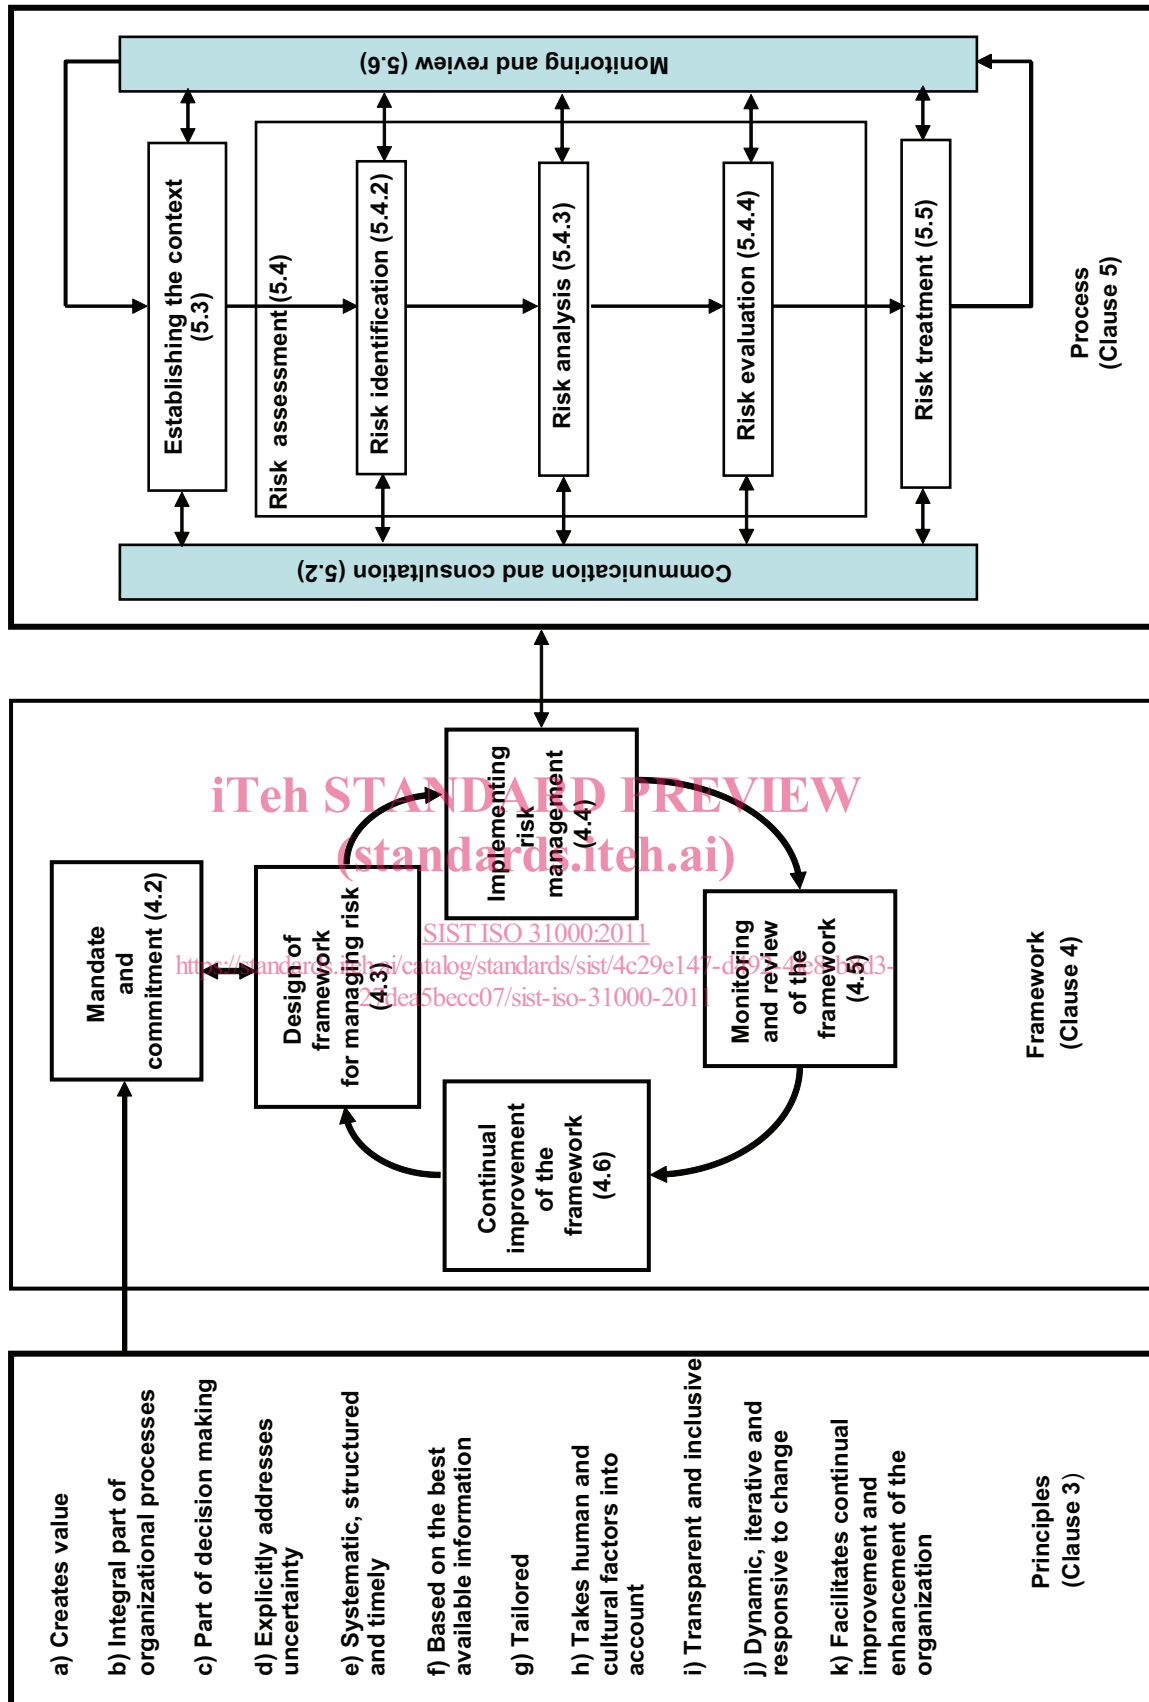 a) Creates value
b) Integral part of
organizational processes
c) Part of decision making
d) Explicitly addresses
uncertainty
e) Systematic, structured
and timely
f) Based on the best
available information
g) Tailored
h) Takes human and
cultural factors into
account
i) Transparent and inclusive
j) Dynamic, iterative and
responsive to change
k) Facilitates continual
improvement and
enhancement of the
organization
Principles
(Clause 3)
Mandate
and
commitment (4.2)
Design of
framework
for managing risk
(4.3)
Implementing
risk
management
(4.4)
Continual
improvement
of the
framework
(4.6)
Monitoring
and review
of the
framework
(4.5)
Framework
(Clause 4)
Communication and consultation (5.2)
Establishing the context
(5.3)
Risk assessment (5.4)
Risk identification (5.4.2)
Risk analysis (5.4.3)
Risk evaluation (5.4.4)
Risk treatment (5.5)
Monitoring and review (5.6)
Process
(Clause 5)
iTeh STANDARD PREVIEW
(standards.iteh.ai)
SIST ISO 31000:2011